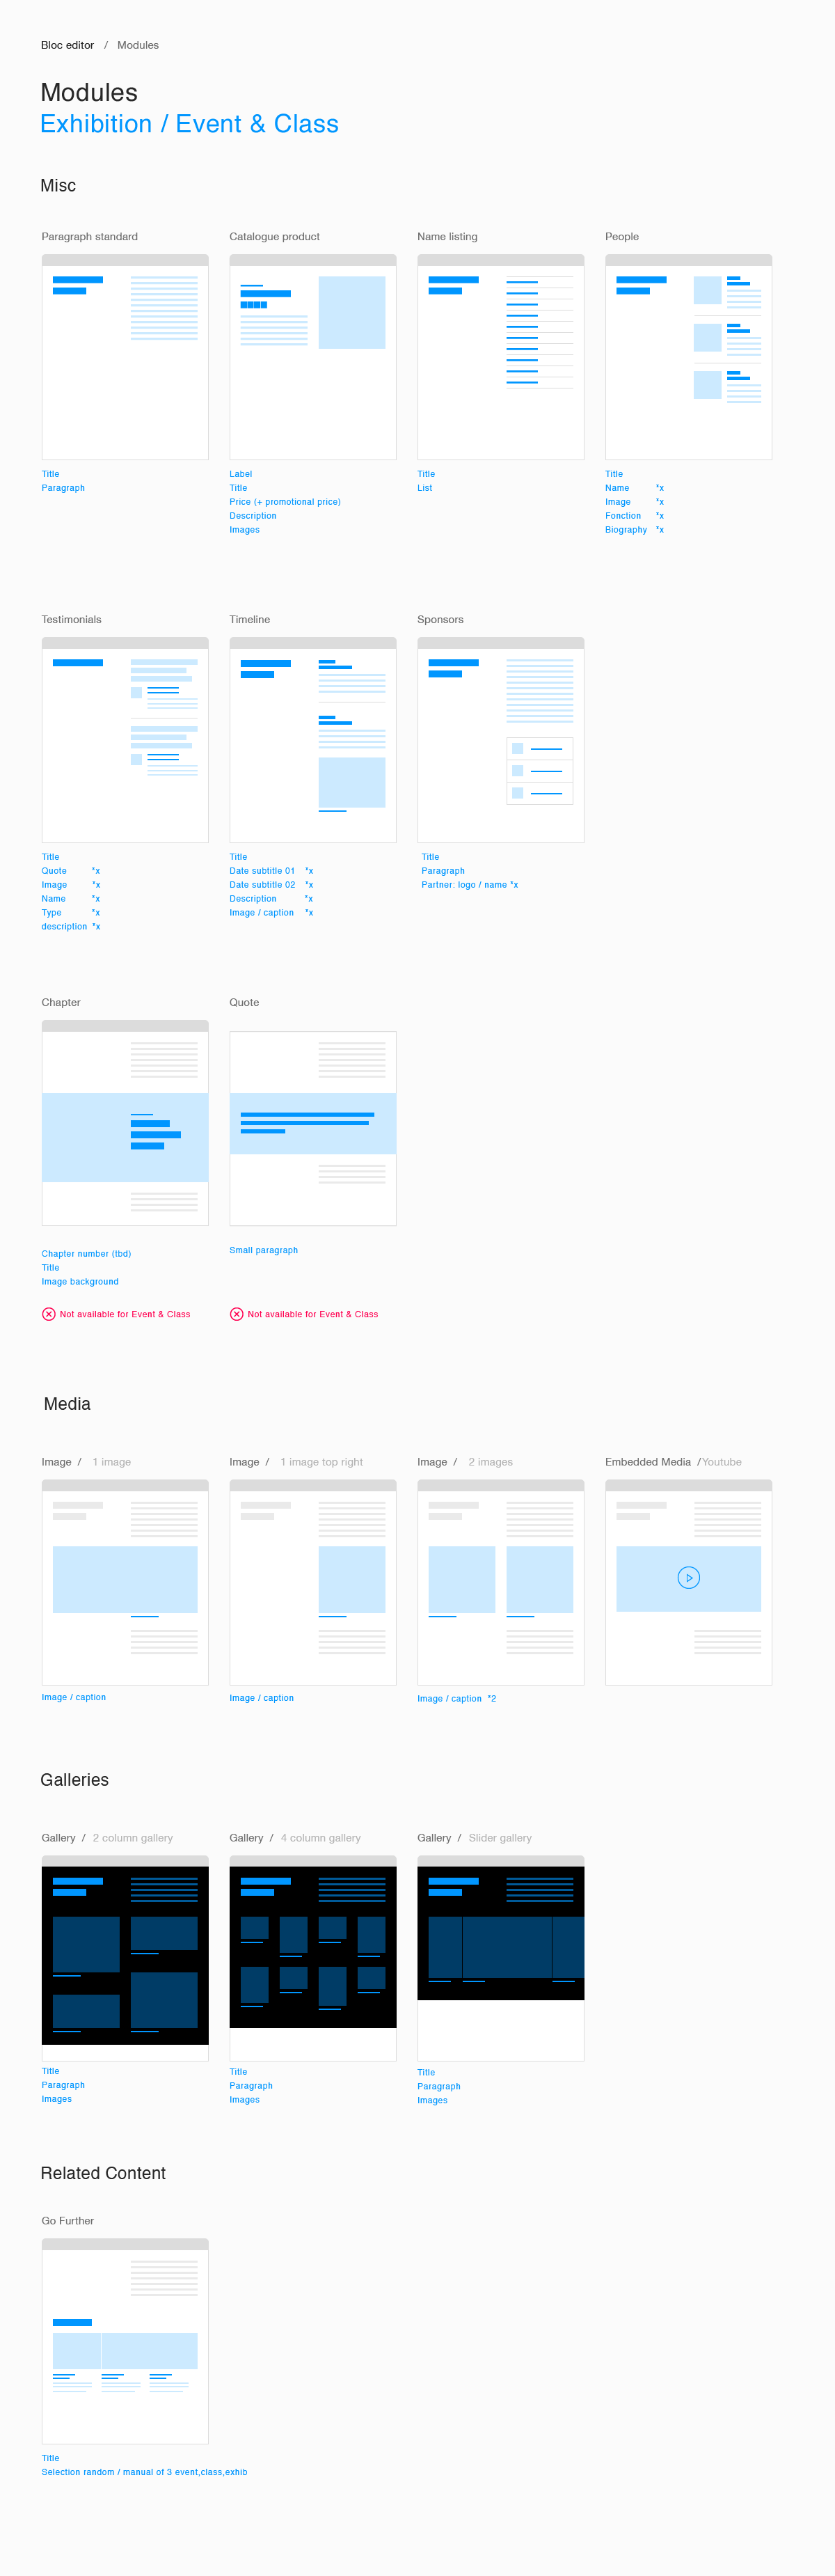 Bloc editor / Modules
Modules
Exhibition / Event & Class
Misc
Paragraph standard
Title
Paragraph
Catalogue product
Label
Title
Price (+ promotional price)
Description
Images
Name listing
Title
List
People
Title
Name *x
Image *x
Fonction *x
Biography *x
Testimonials
Title
Quote *x
Image *x
Name *x
Type *x
description *x
Timeline
Title
Date subtitle 01 *x
Date subtitle 02 *x
Description *x
Image / caption *x
Sponsors
Title
Paragraph
Partner: logo / name *x
Chapter
Chapter number (tbd)
Title
Image background
Not available for Event & Class
Quote
Small paragraph
Not available for Event & Class
Media
Image / 1 image
Image / caption
Image / 1 image top right
Image / caption
Image / 2 images
Image / caption *2
Embedded Media /Youtube
Galleries
Gallery / 2 column gallery
Title
Paragraph
Images
Gallery / 4 column gallery
Title
Paragraph
Images
Gallery / Slider gallery
Title
Paragraph
Images
Related Content
Go Further
Title
Selection random / manual of 3 event,class,exhib